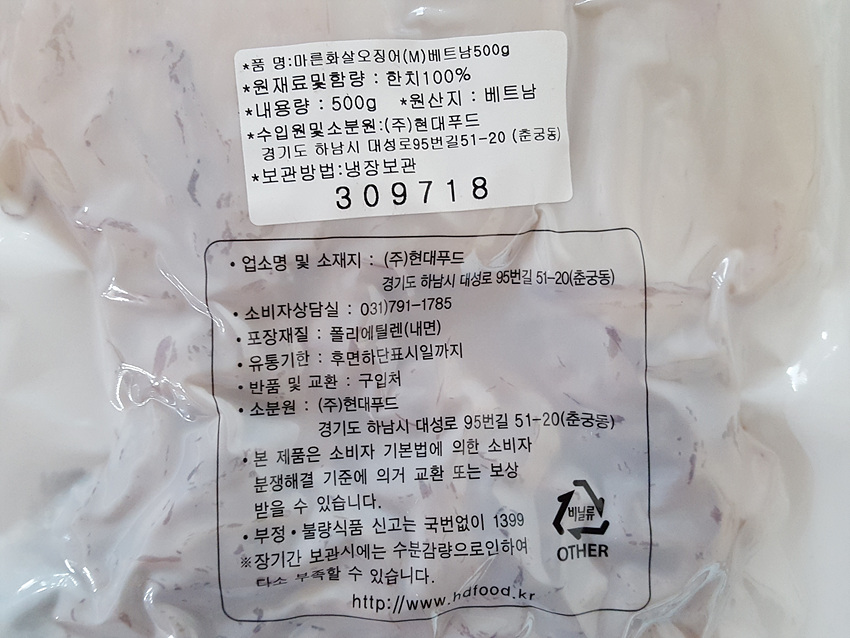 *품 명:마른화살오징어(M)베트남500g
*원재료및함량 : 한치100%
*내용량 : 500g *원산지 : 베트남
*수입원및소분원:(주)현대푸드
경기도 하남시 대성로95번길51-20 (춘궁동)
*보관방법:냉장보관
309718
• 업소명 및 소재지 : (주)현대푸드
경기도 하남시 대성로 95번길 51-20(춘궁동)
• 소비자상담실 : 031)791-1785
• 포장재질 : 폴리에틸렌(내면)
• 유통기한 : 후면하단표시일까지
• 반품 및 교환 : 구입처
• 소분원 : (주)현대푸드
경기도 하남시 대성로 95번길 51-20(춘궁동)
• 본 제품은 소비자 기본법에 의한 소비자
분쟁해결 기준에 의거 교환 또는 보상
받을 수 있습니다.
• 부정•불량식품 신고는 국번없이 1399
※장기간 보관시에는 수분감량으로인하여
다소 부족할 수 있습니다.
비닐류
OTHER
http://www.hdfood.kr